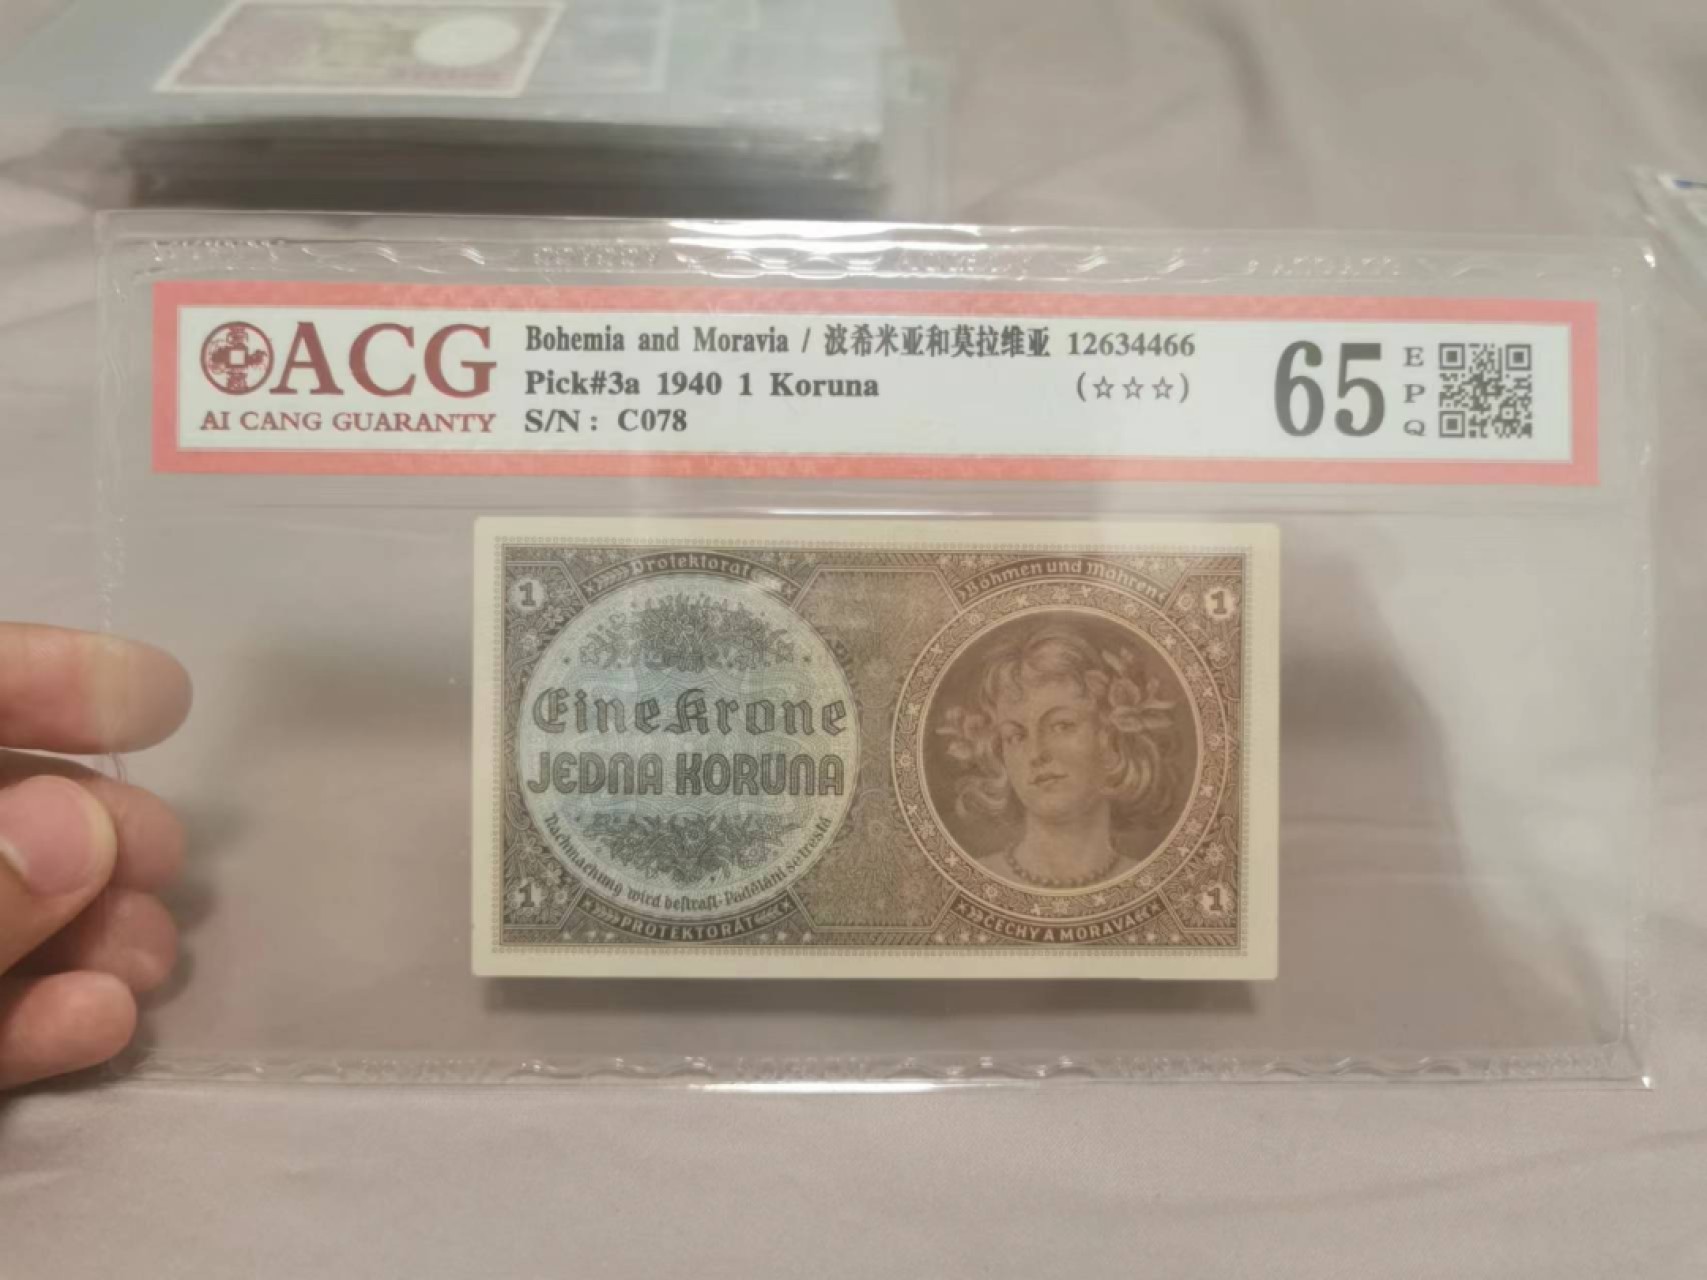 ACG
AI CANG GUARANTY
Bohemia and Moravia / 波希米亚和莫拉维亚 12634466
Pick#3a 1940 1 Koruna (☆☆☆)
S/N: C078
65
EPQ
Protektorat
Böhmen und Mähren
1
1
Eine Krone
JEDNA KORUNA
Nachmachung wird bestraft·Padělání se trestá
1
1
PROTEKTORÁT
ČECHY A MORAVA